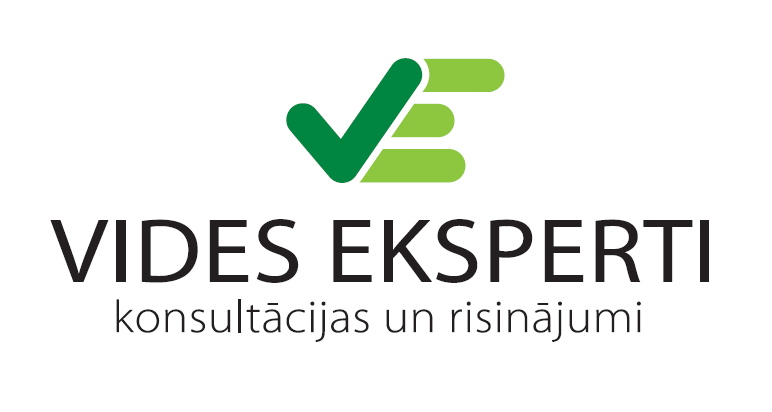 VIDES EKSPERTI
konsultācijas un risinājumi